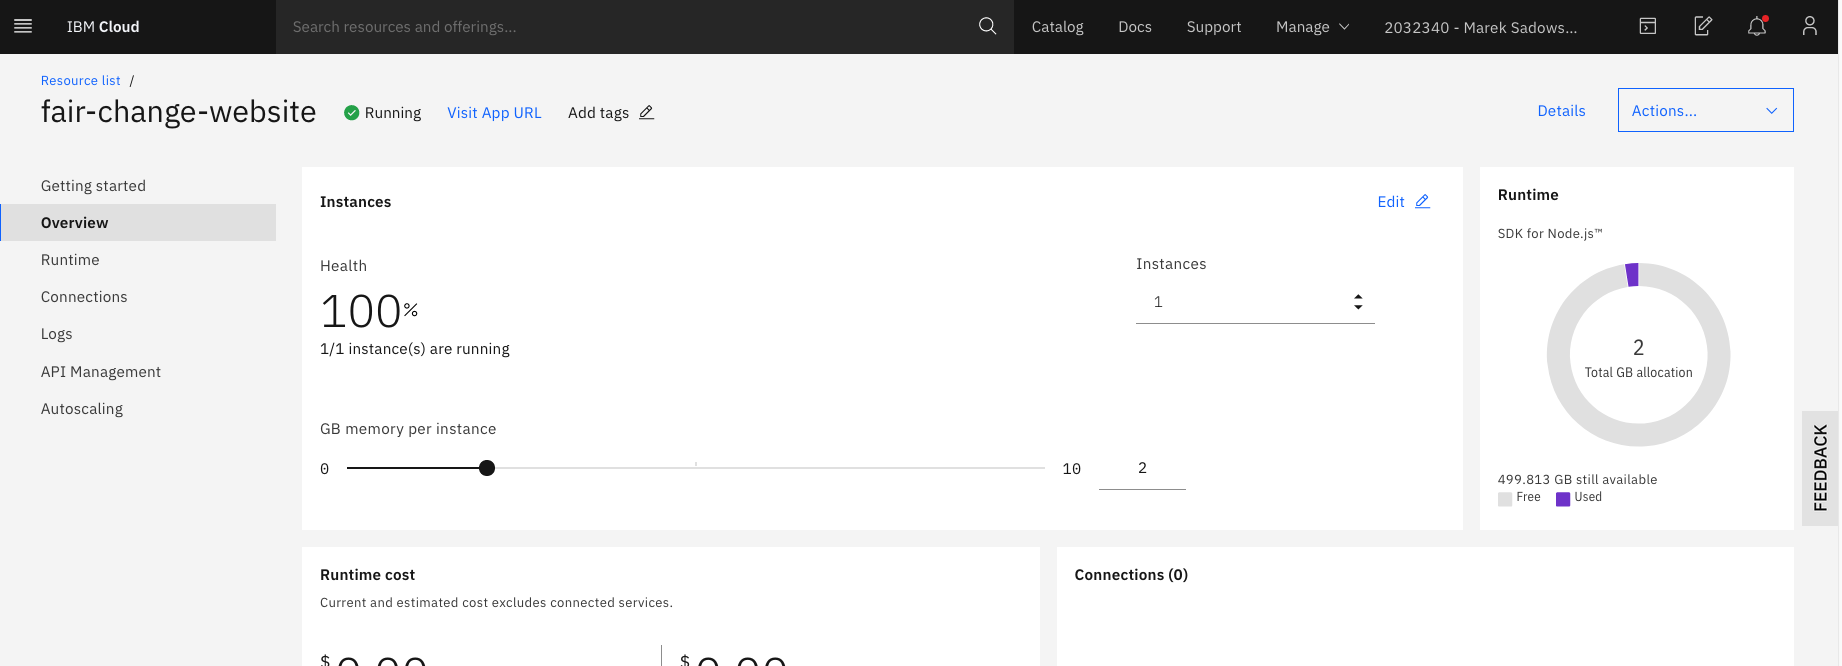 IBM Cloud
Search resources and offerings...
Catalog
Docs
Support
Manage
2032340 - Marek Sadows...
Resource list /
fair-change-website
Running
Visit App URL
Add tags
Details
Actions...
Getting started
Overview
Runtime
Connections
Logs
API Management
Autoscaling
Instances
Edit
Health
100%
1/1 instance(s) are running
Instances
1
GB memory per instance
0
10
2
Runtime
SDK for Node.js™
2
Total GB allocation
499.813 GB still available
Free
Used
FEEDBACK
Runtime cost
Current and estimated cost excludes connected services.
$0.00
$0.00
Connections (0)